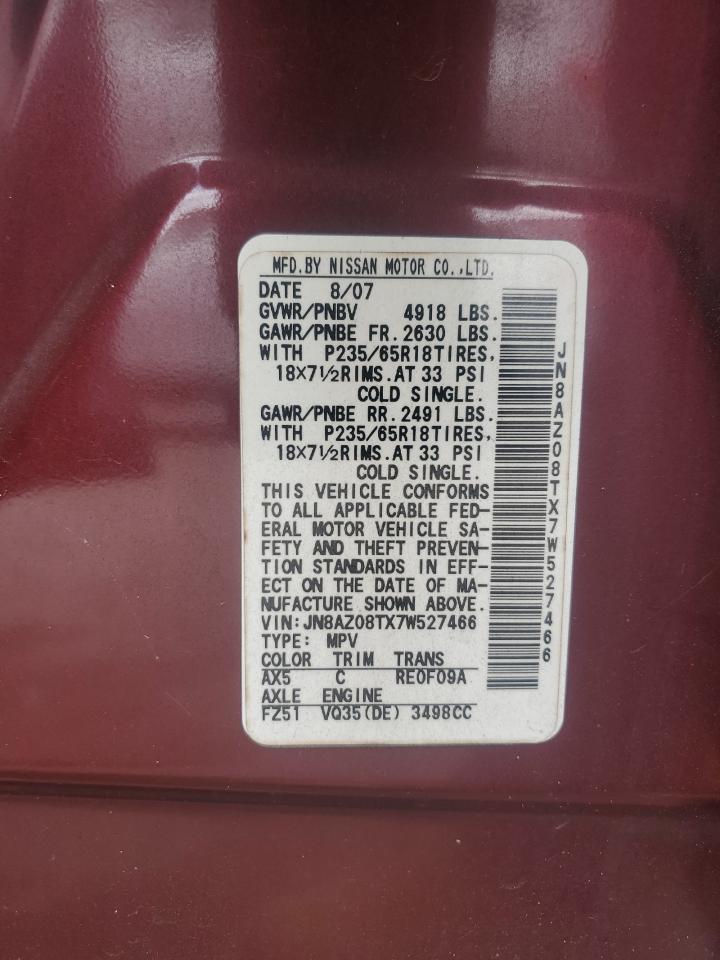 MFD.BY NISSAN MOTOR CO.,LTD.
DATE 8/07
GVWR/PNBV 4918 LBS.
GAWR/PNBE FR.2630 LBS.
WITH P235/65R18TIRES,
18×7½RIMS.AT 33 PSI
COLD SINGLE.
GAWR/PNBE RR.2491 LBS.
WITH P235/65R18TIRES,
18×7½RIMS.AT 33 PSI
COLD SINGLE.
THIS VEHICLE CONFORMS
TO ALL APPLICABLE FED-
ERAL MOTOR VEHICLE SA-
FETY AND THEFT PREVEN-
TION STANDARDS IN EFF-
ECT ON THE DATE OF MA-
NUFACTURE SHOWN ABOVE.
VIN:JN8AZ08TX7W527466
TYPE: MPV
COLOR TRIM TRANS
AX5 C RE0F09A
AXLE ENGINE
FZ51 VQ35(DE) 3498CC
JN8AZ08TX7W527466